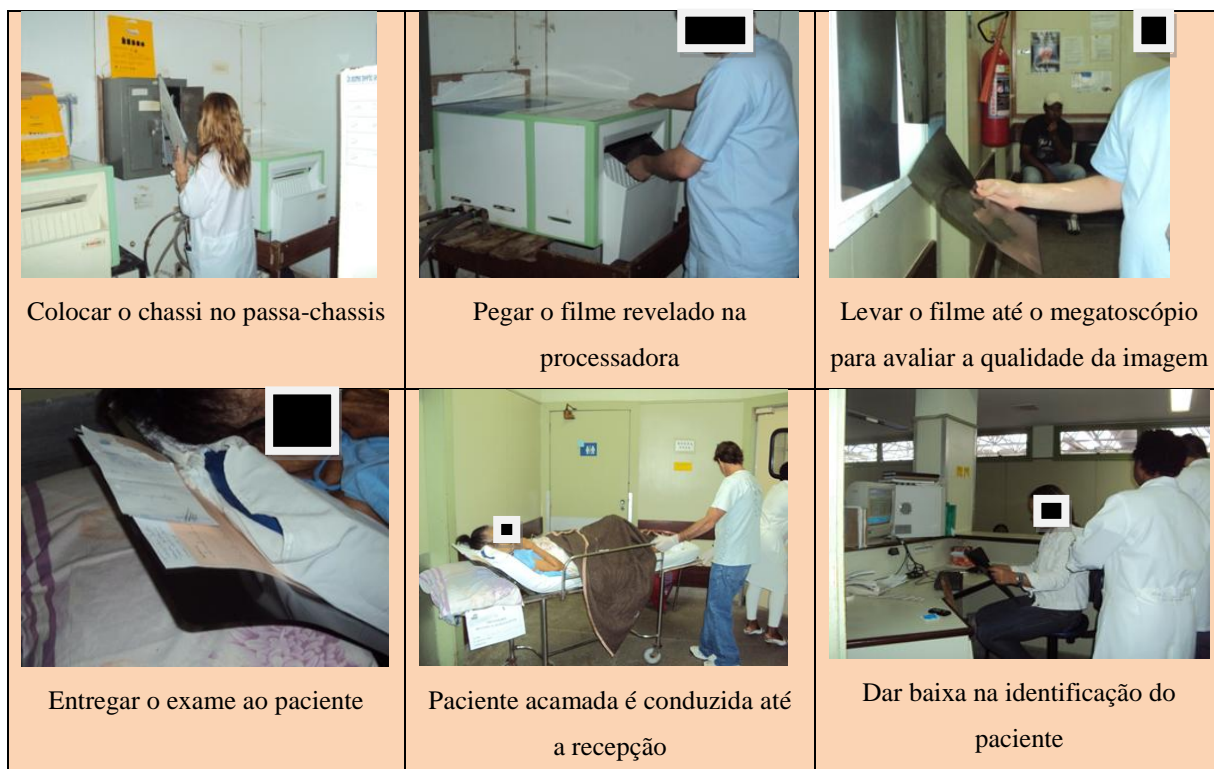 Colocar o chassi no passa-chassis
Pegar o filme revelado na
processadora
Levar o filme até o megatoscópio
para avaliar a qualidade da imagem
Entregar o exame ao paciente
Paciente acamada é conduzida até
a recepção
Dar baixa na identificação do
paciente